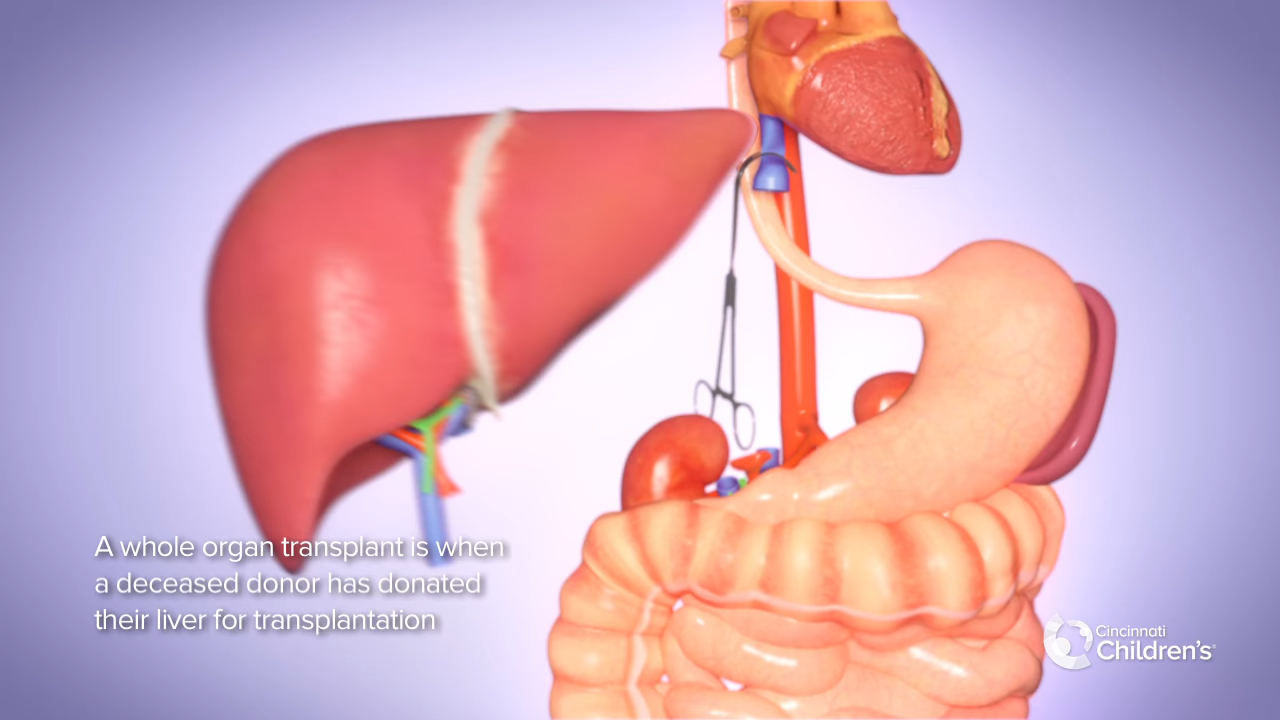 A whole organ transplant is when
a deceased donor has donated
their liver for transplantation
Cincinnati
Children's